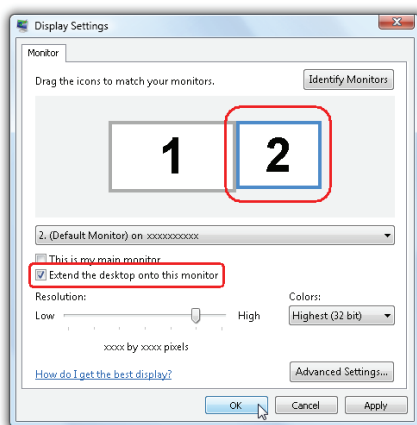 Display Settings
Monitor
Drag the icons to match your monitors.
Identify Monitors
1
2
2. (Default Monitor) on xxxxxxxxxx
This is my main monitor
Extend the desktop onto this monitor
Resolution:
Colors:
Low
High
Highest (32 bit)
xxxx by xxxx pixels
How do I get the best display?
Advanced Settings...
OK
Cancel
Apply